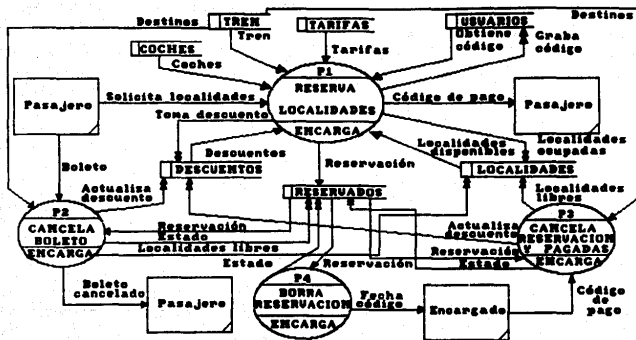 Destinos
TREN
TARIFAS
USUARIOS
Destinos
COCHES
Tren
Tarifas
Obtiene código
Graba código
Coches
P1
RESERVA
LOCALIDADES
ENCARGA
Pasajero
Solicita localidades
Código de pago
Pasajero
Toma descuento
Descuentos
Reservación
Localidades disponibles
Localidades ocupadas
Boleto
DESCUENTOS
LOCALIDADES
Actualiza descuento
RESERVADOS
Localidades libres
P2
CANCELA
BOLETO
ENCARGA
Reservación
Estado
Localidades libres
Estado
Reservación
Actualiza descuento
Reservación
Estado
P3
CANCELA
RESERVACION
Y PAGADAS
ENCARGA
Boleto cancelado
Pasajero
P4
BORRA
RESERVACION
ENCARGA
Fecha código
Encargado
Código de pago